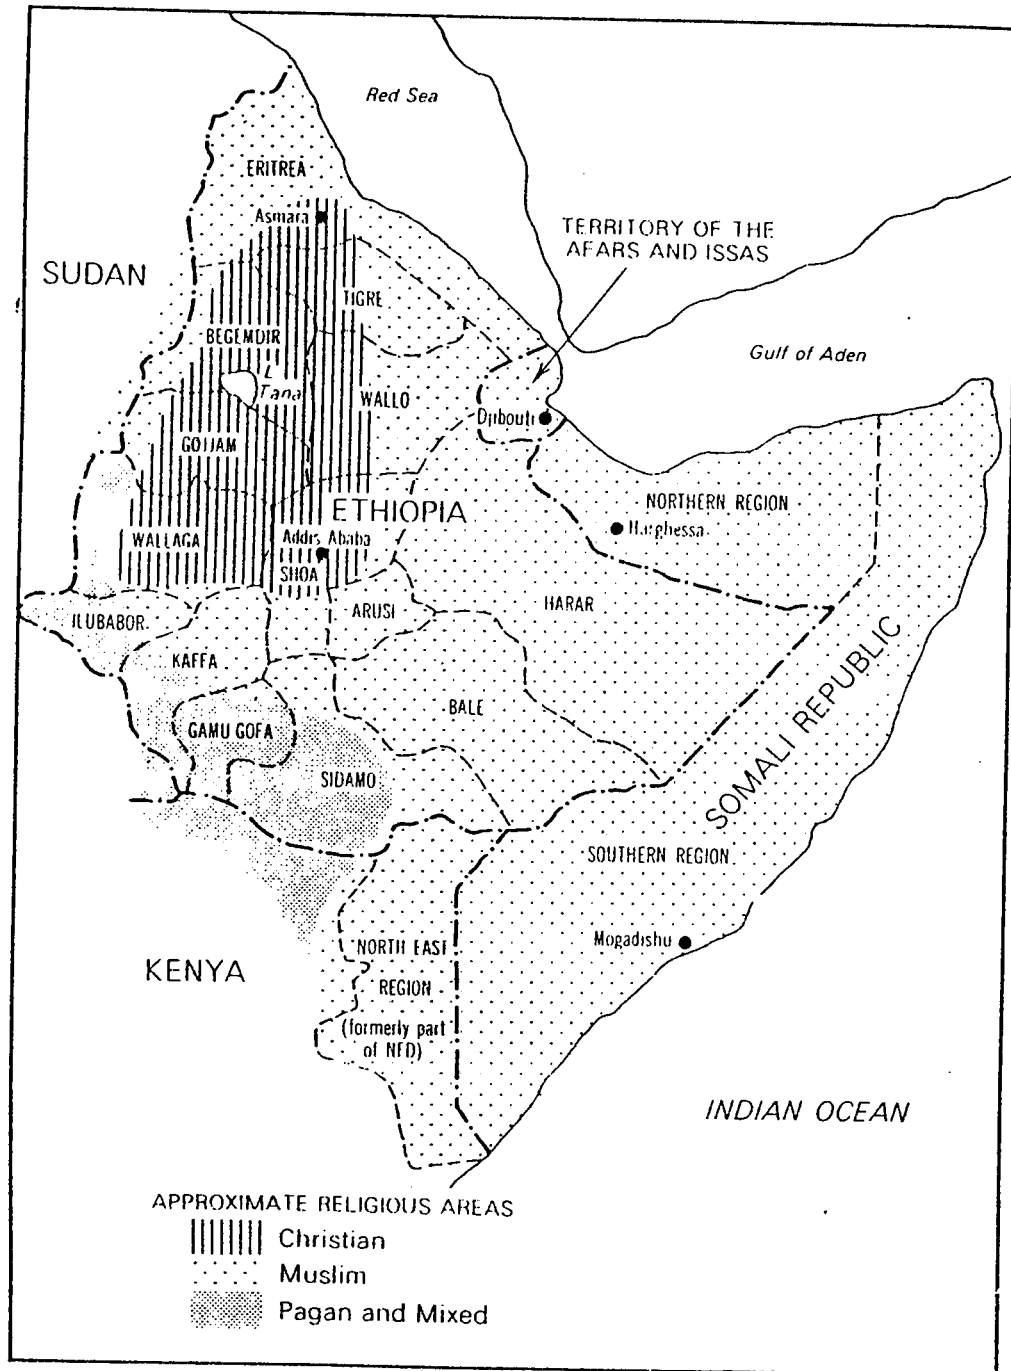 Red Sea
ERITREA
Asmara
TERRITORY OF THE
AFARS AND ISSAS
SUDAN
TIGRE
BEGEMDIR
L
Tana
WALLO
Gulf of Aden
Djibouti
GOJJAM
ETHIOPIA
NORTHERN REGION
Harghessa
WALLAGA
Addis Ababa
SHOA
ILUBABOR
ARUSI
HARAR
KAFFA
BALE
GAMU GOFA
SIDAMO
SOMALI REPUBLIC
SOUTHERN REGION
Mogadishu
NORTH EAST
REGION
(formerly part
of NFD)
KENYA
INDIAN OCEAN
APPROXIMATE RELIGIOUS AREAS
Christian
Muslim
Pagan and Mixed